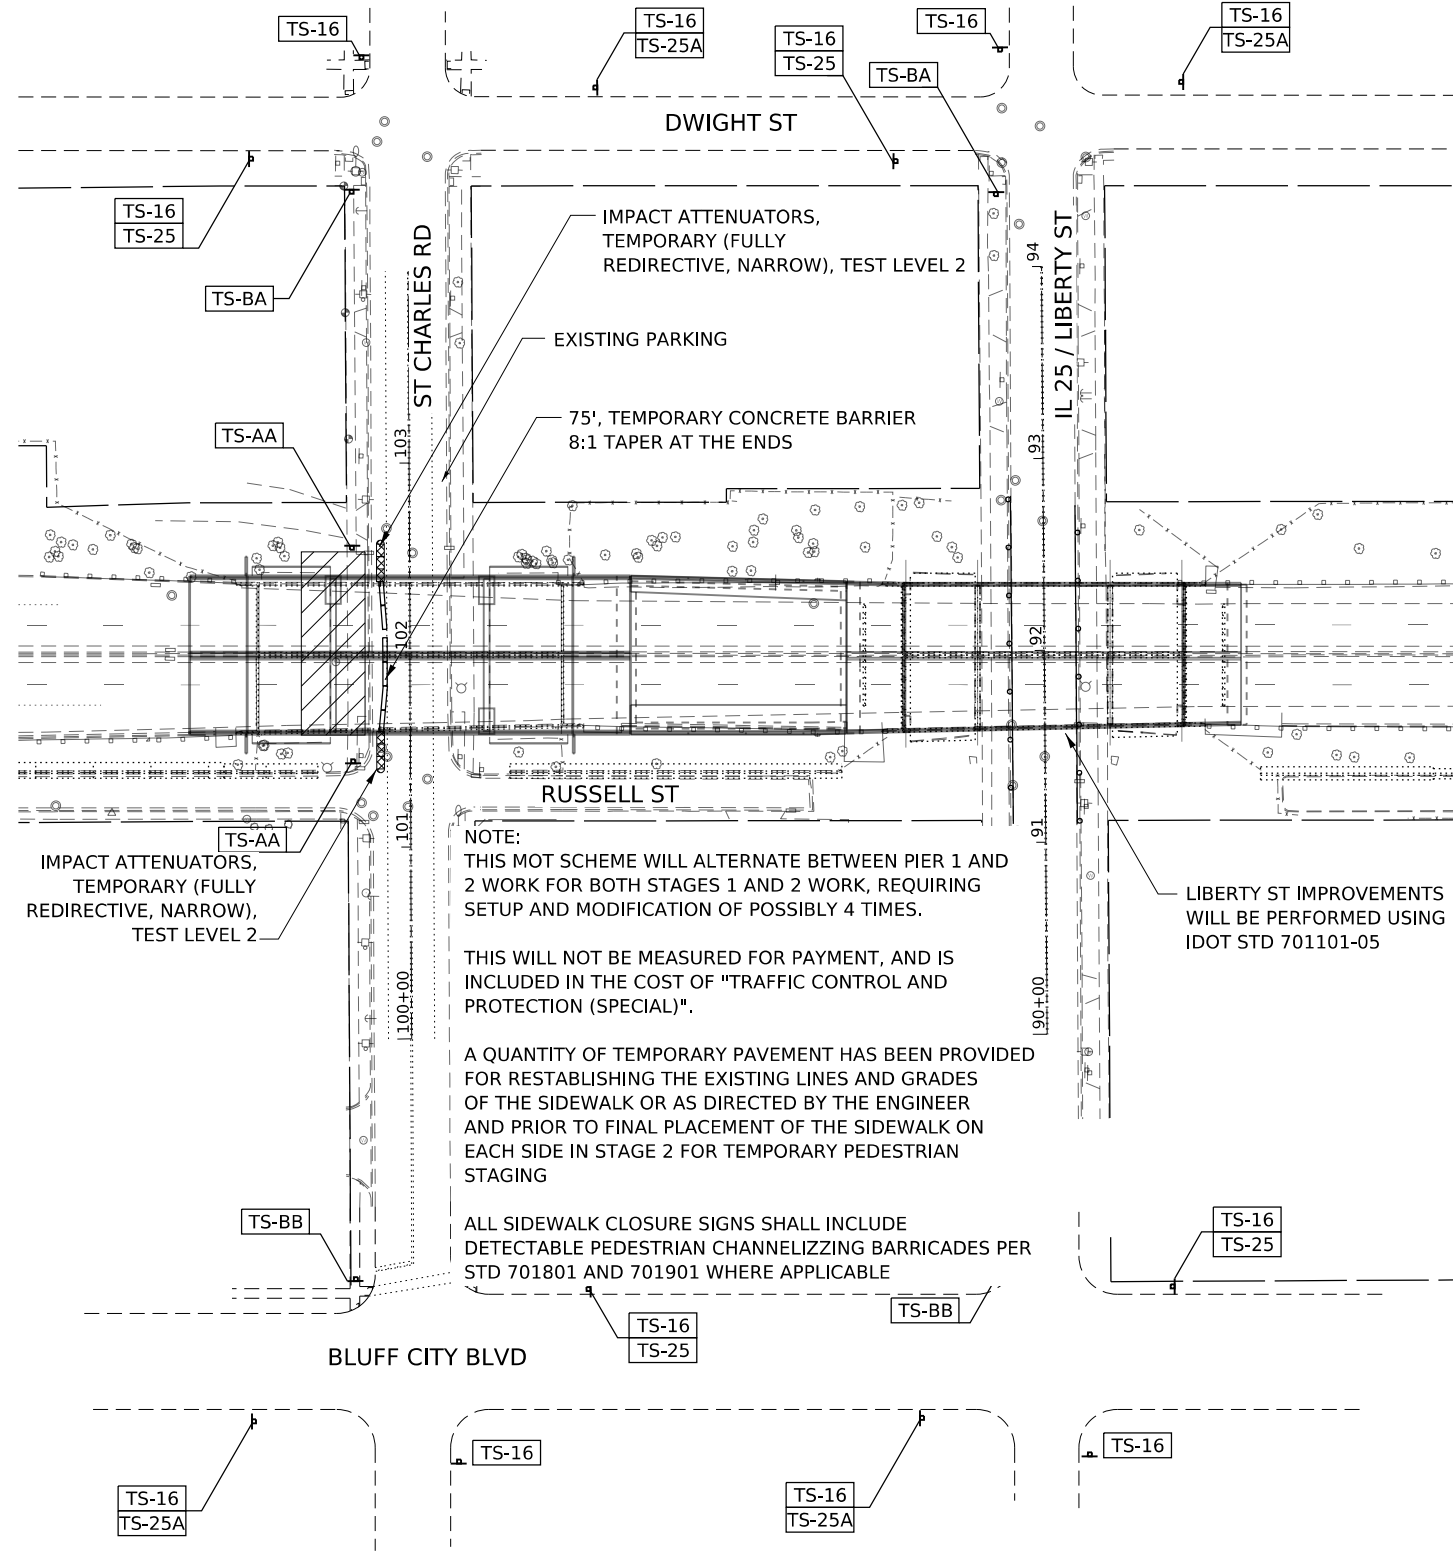 TS-16
TS-16
TS-25A
TS-16
TS-25
TS-16
TS-16
TS-25A
TS-BA
DWIGHT ST
TS-16
TS-25
TS-BA
ST CHARLES RD
IMPACT ATTENUATORS,
TEMPORARY (FULLY
REDIRECTIVE, NARROW), TEST LEVEL 2
IL 25 / LIBERTY ST
94
EXISTING PARKING
75', TEMPORARY CONCRETE BARRIER
8:1 TAPER AT THE ENDS
TS-AA
103
93
102
92
RUSSELL ST
101
91
TS-AA
IMPACT ATTENUATORS,
TEMPORARY (FULLY
REDIRECTIVE, NARROW),
TEST LEVEL 2
NOTE:
THIS MOT SCHEME WILL ALTERNATE BETWEEN PIER 1 AND
2 WORK FOR BOTH STAGES 1 AND 2 WORK, REQUIRING
SETUP AND MODIFICATION OF POSSIBLY 4 TIMES.
THIS WILL NOT BE MEASURED FOR PAYMENT, AND IS
INCLUDED IN THE COST OF "TRAFFIC CONTROL AND
PROTECTION (SPECIAL)".
A QUANTITY OF TEMPORARY PAVEMENT HAS BEEN PROVIDED
FOR RESTABLISHING THE EXISTING LINES AND GRADES
OF THE SIDEWALK OR AS DIRECTED BY THE ENGINEER
AND PRIOR TO FINAL PLACEMENT OF THE SIDEWALK ON
EACH SIDE IN STAGE 2 FOR TEMPORARY PEDESTRIAN
STAGING
ALL SIDEWALK CLOSURE SIGNS SHALL INCLUDE
DETECTABLE PEDESTRIAN CHANNELIZZING BARRICADES PER
STD 701801 AND 701901 WHERE APPLICABLE
LIBERTY ST IMPROVEMENTS
WILL BE PERFORMED USING
IDOT STD 701101-05
100+00
90+00
TS-BB
TS-16
TS-25
TS-BB
TS-16
TS-25
BLUFF CITY BLVD
TS-16
TS-16
TS-16
TS-25A
TS-16
TS-25A